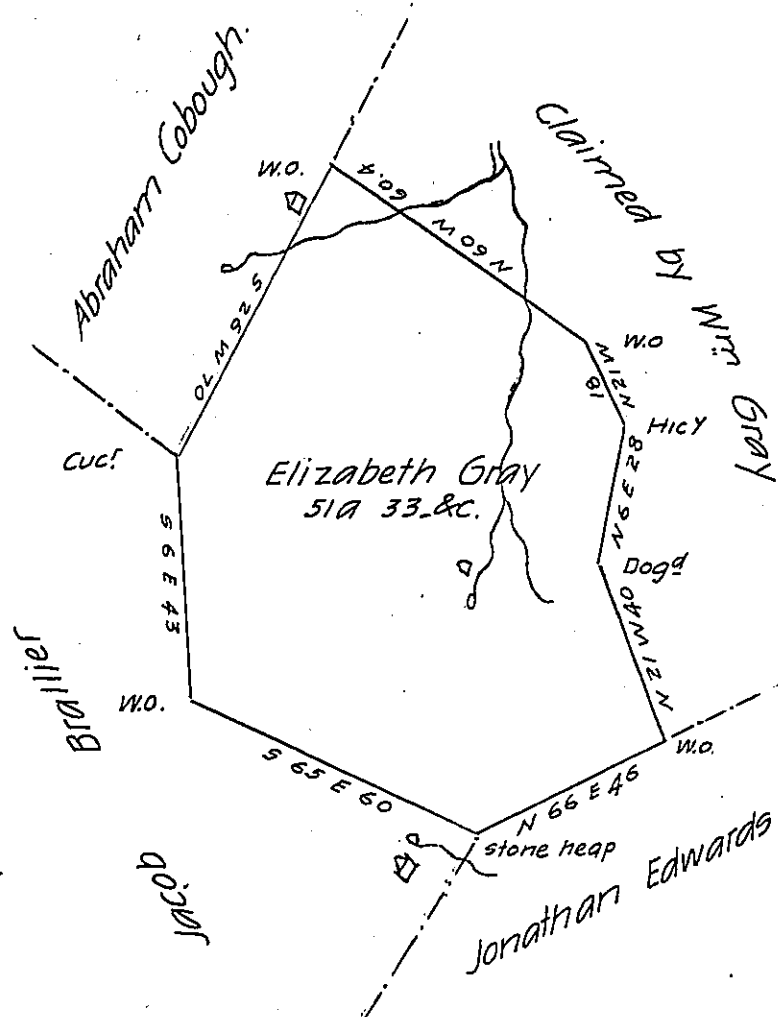 Abraham Cobough.
Claimed by Wm Gray
W.O.
N 60 W 60.4
S 26 W 70
W.O
N 21 W 18
Hicy
N 6 E 28
Cucr
Elizabeth Gray
51a 33 &c.
Dogd
N 21 W 40
S 6 E 43
W.O.
W.O.
S 65 E 60
N 66 E 46
stone heap
Jacob Brallier
Jonathan Edwards